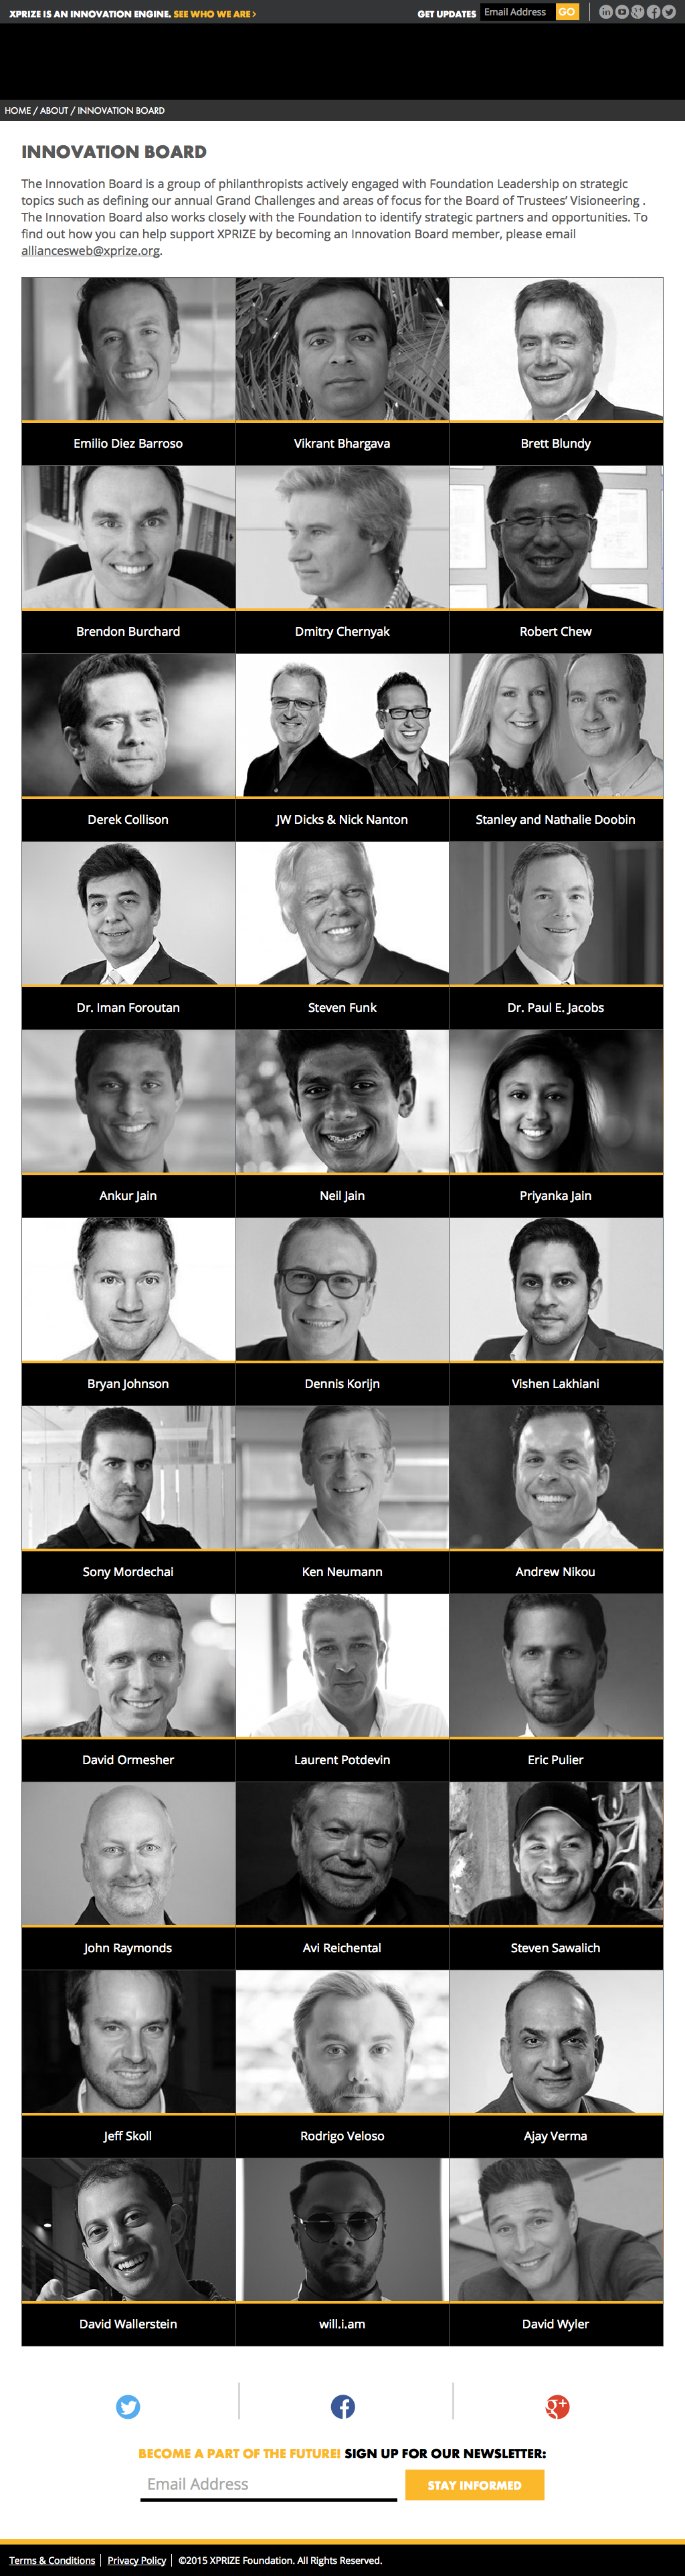 XPRIZE IS AN INNOVATION ENGINE. SEE WHO WE ARE › GET UPDATES Email Address GO
HOME / ABOUT / INNOVATION BOARD
INNOVATION BOARD
The Innovation Board is a group of philanthropists actively engaged with Foundation Leadership on strategic
topics such as defining our annual Grand Challenges and areas of focus for the Board of Trustees' Visioneering .
The Innovation Board also works closely with the Foundation to identify strategic partners and opportunities. To
find out how you can help support XPRIZE by becoming an Innovation Board member, please email
alliancesweb@xprize.org.
Emilio Diez Barroso Vikrant Bhargava Brett Blundy
Brendon Burchard Dmitry Chernyak Robert Chew
Derek Collison JW Dicks & Nick Nanton Stanley and Nathalie Doobin
Dr. Iman Foroutan Steven Funk Dr. Paul E. Jacobs
Ankur Jain Neil Jain Priyanka Jain
Bryan Johnson Dennis Korijn Vishen Lakhiani
Sony Mordechai Ken Neumann Andrew Nikou
David Ormesher Laurent Potdevin Eric Pulier
John Raymonds Avi Reichental Steven Sawalich
Jeff Skoll Rodrigo Veloso Ajay Verma
David Wallerstein will.i.am David Wyler
BECOME A PART OF THE FUTURE! SIGN UP FOR OUR NEWSLETTER:
Email Address STAY INFORMED
Terms & Conditions | Privacy Policy | ©2015 XPRIZE Foundation. All Rights Reserved.